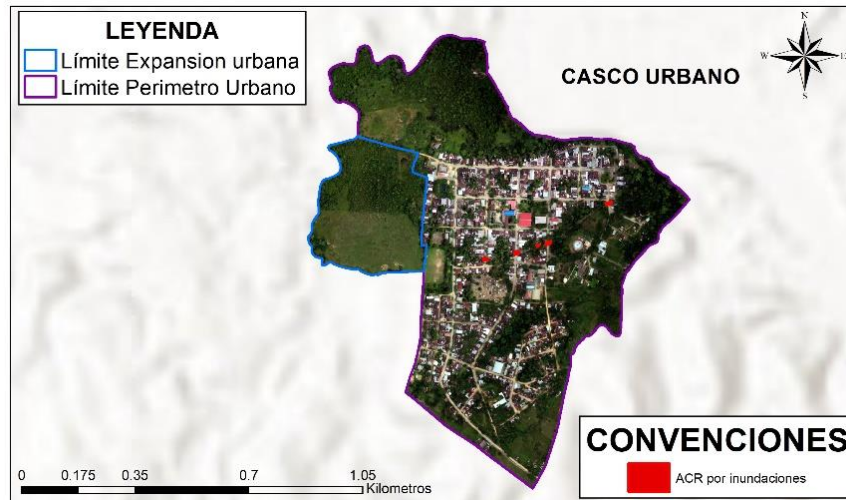 LEYENDA
Límite Expansion urbana
Límite Perimetro Urbano
CASCO URBANO
N
W
E
S
CONVENCIONES
ACR por inundaciones
0 0.175 0.35 0.7 1.05
Kilometros